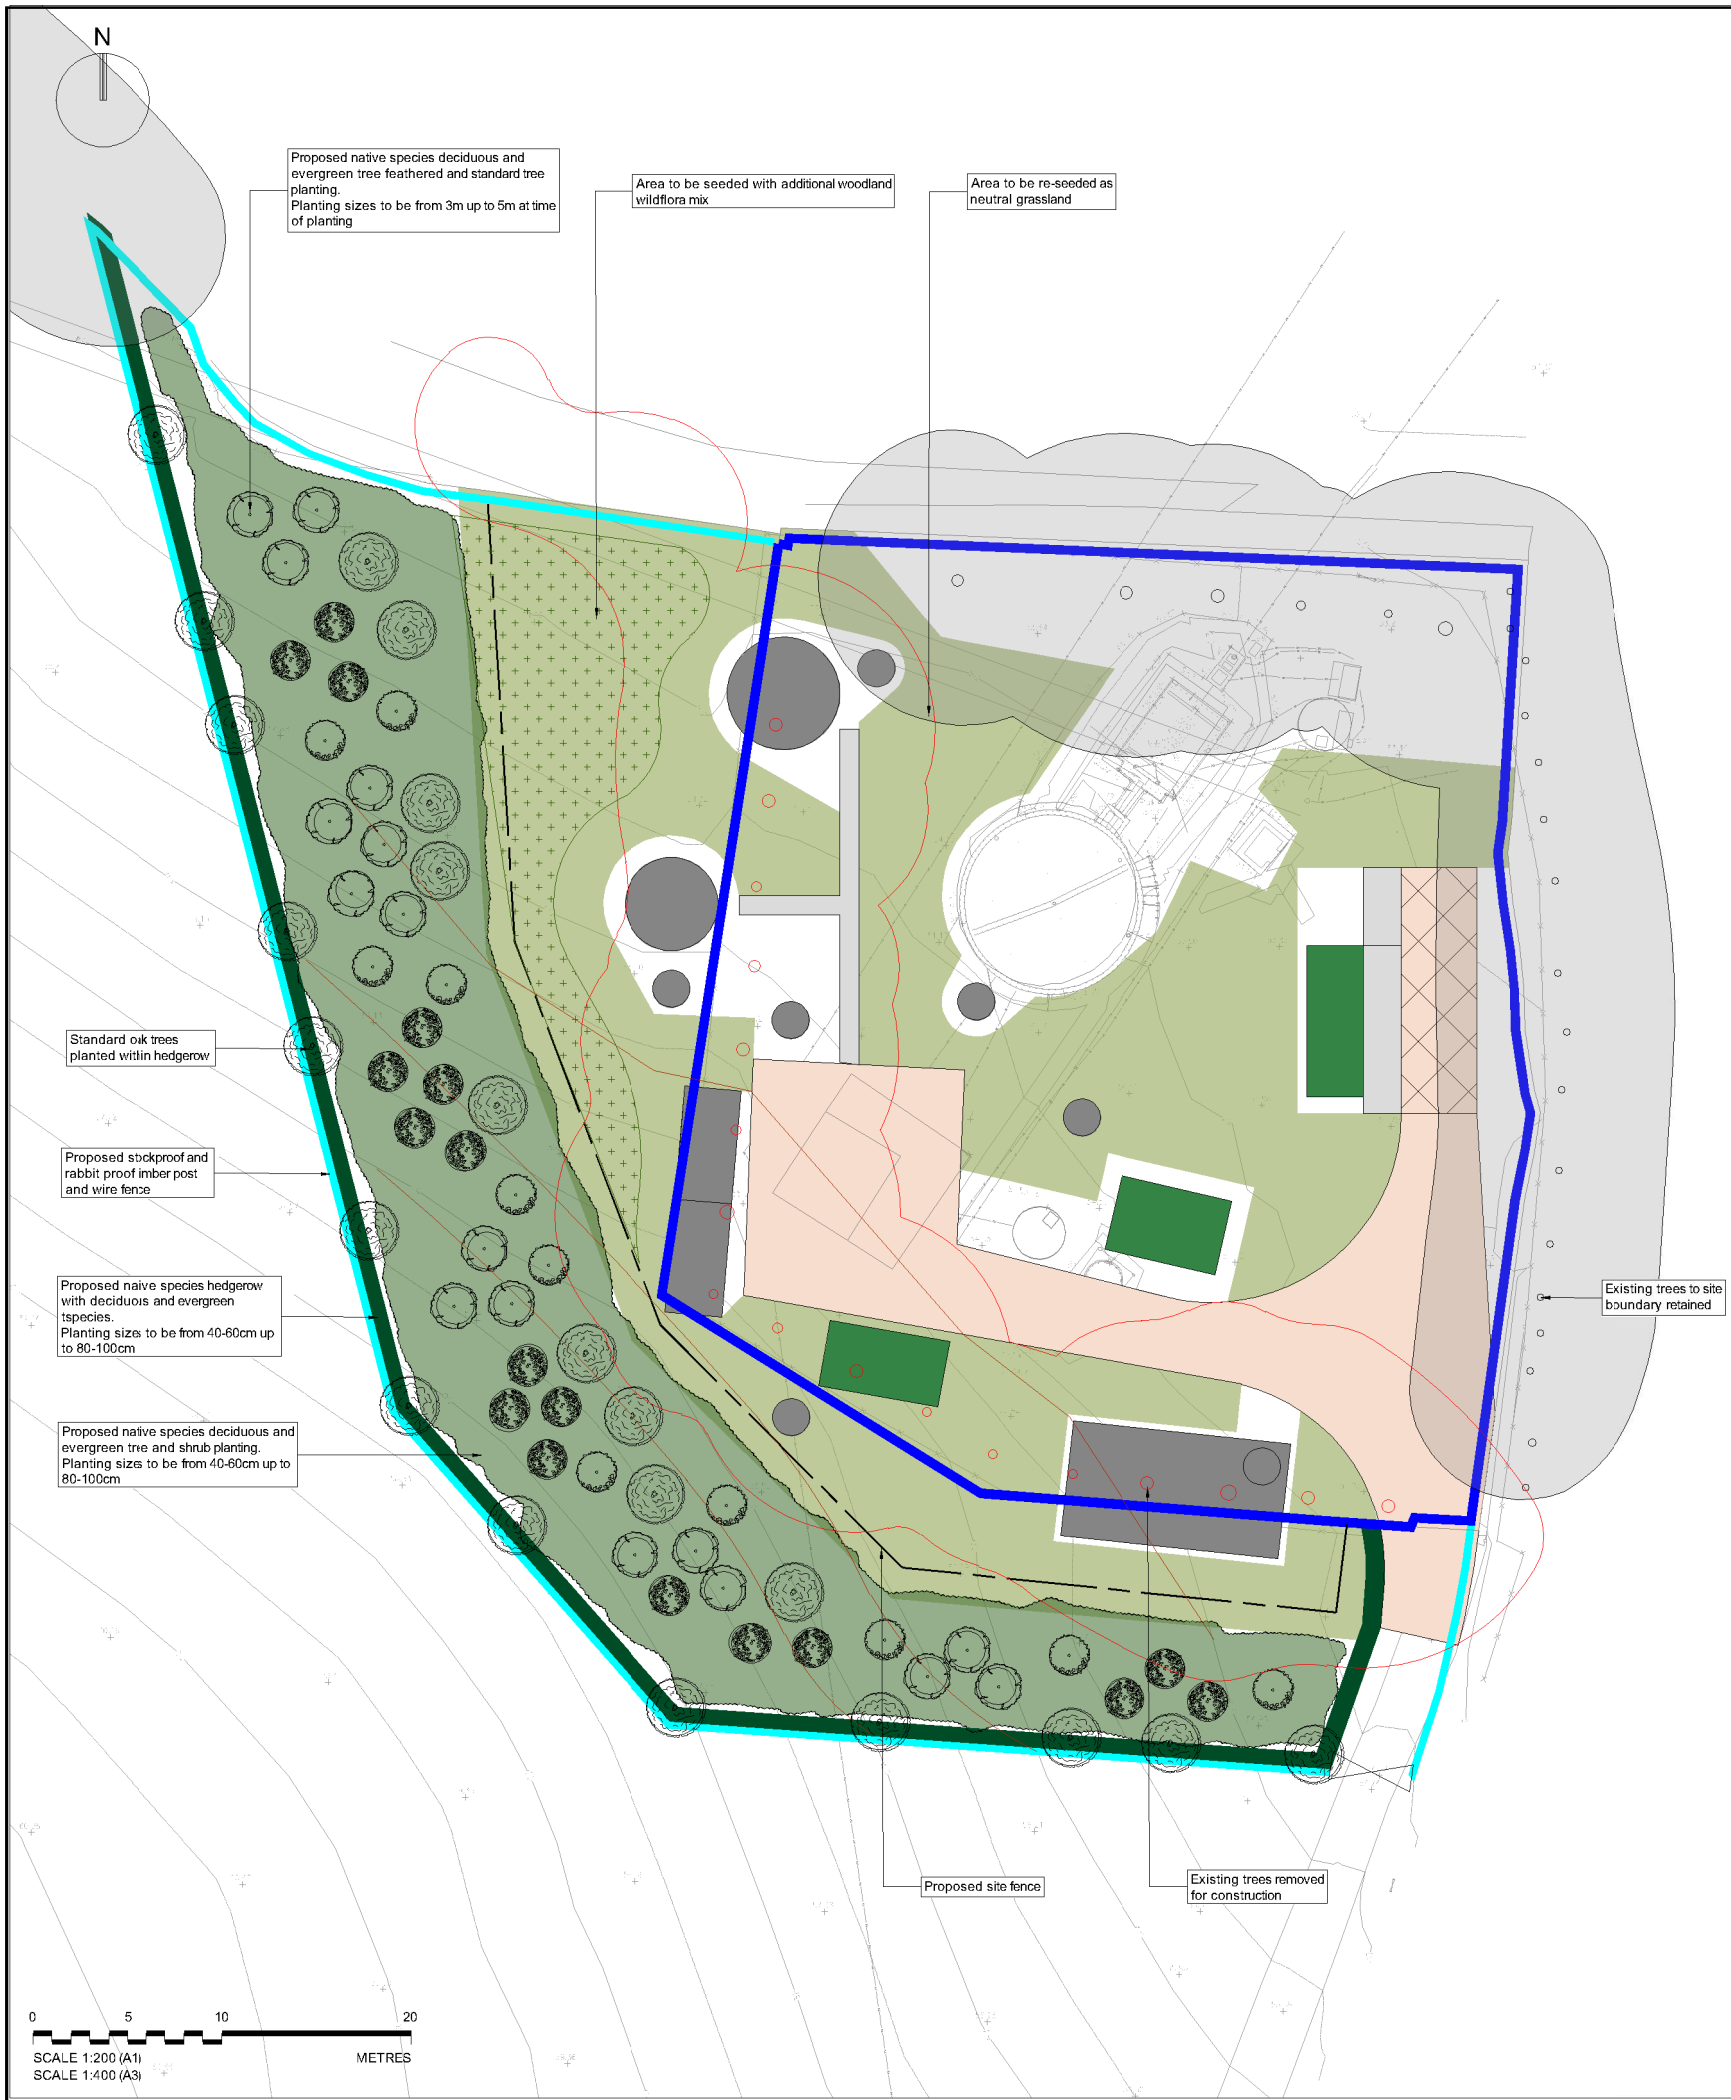 N
Proposed native species deciduous and
evergreen tree feathered and standard tree
planting.
Planting sizes to be from 3m up to 5m at time
of planting
Area to be seeded with additional woodland
wildflora mix
Area to be re-seeded as
neutral grassland
Standard oak trees
planted within hedgerow
Proposed stockproof and
rabbit proof imber post
and wire fence
Proposed naive species hedgerow
with deciduous and evergreen
tspecies.
Planting sizes to be from 40-60cm up
to 80-100cm
Existing trees to site
boundary retained
Proposed native species deciduous and
evergreen tree and shrub planting.
Planting sizes to be from 40-60cm up to
80-100cm
Proposed site fence
Existing trees removed
for construction
0 5 10 20
SCALE 1:200 (A1) METRES
SCALE 1:400 (A3)